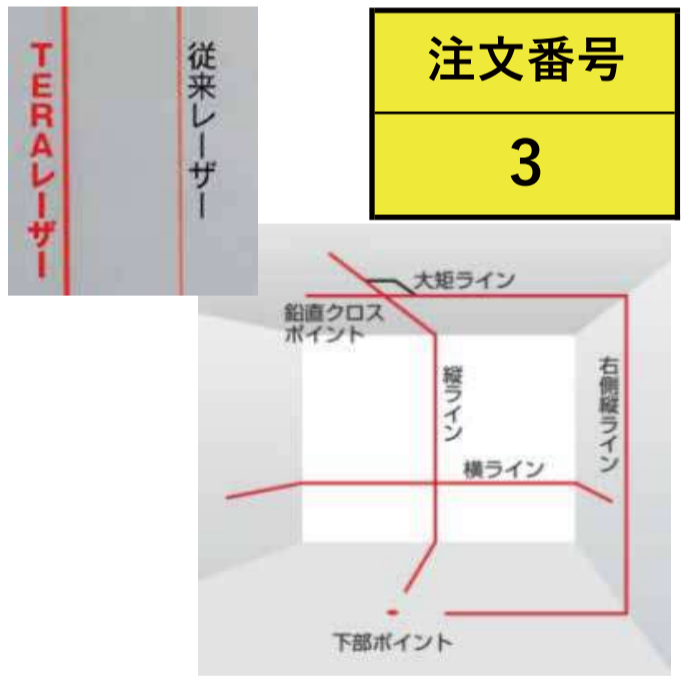 TERAレーザー
従来レーザー
注文番号
3
大矩ライン
鉛直クロス
ポイント
縦ライン
右側縦ライン
横ライン
下部ポイント